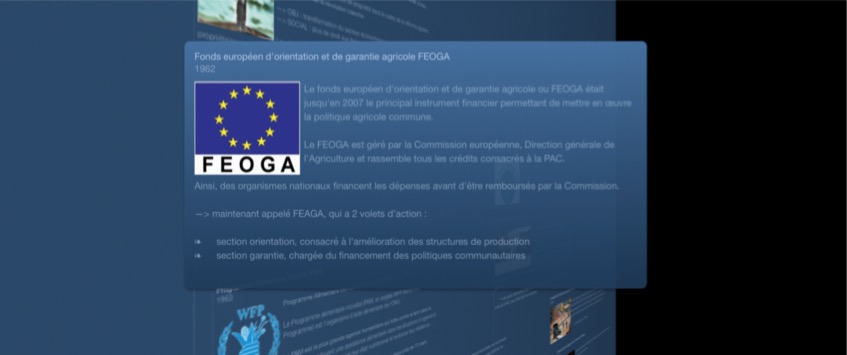 Fonds européen d'orientation et de garantie agricole FEOGA
1962
Le fonds européen d'orientation et de garantie agricole ou FEOGA était
jusqu'en 2007 le principal instrument financier permettant de mettre en œuvre
la politique agricole commune.
Le FEOGA est géré par la Commission européenne, Direction générale de
l'Agriculture et rassemble tous les crédits consacrés à la PAC.
FEOGA
Ainsi, des organismes nationaux financent les dépenses avant d'être remboursés par la Commission.
—> maintenant appelé FEAGA, qui a 2 volets d'action :
section orientation, consacré à l'amélioration des structures de production
section garantie, chargée du financement des politiques communautaires
1962
WFP